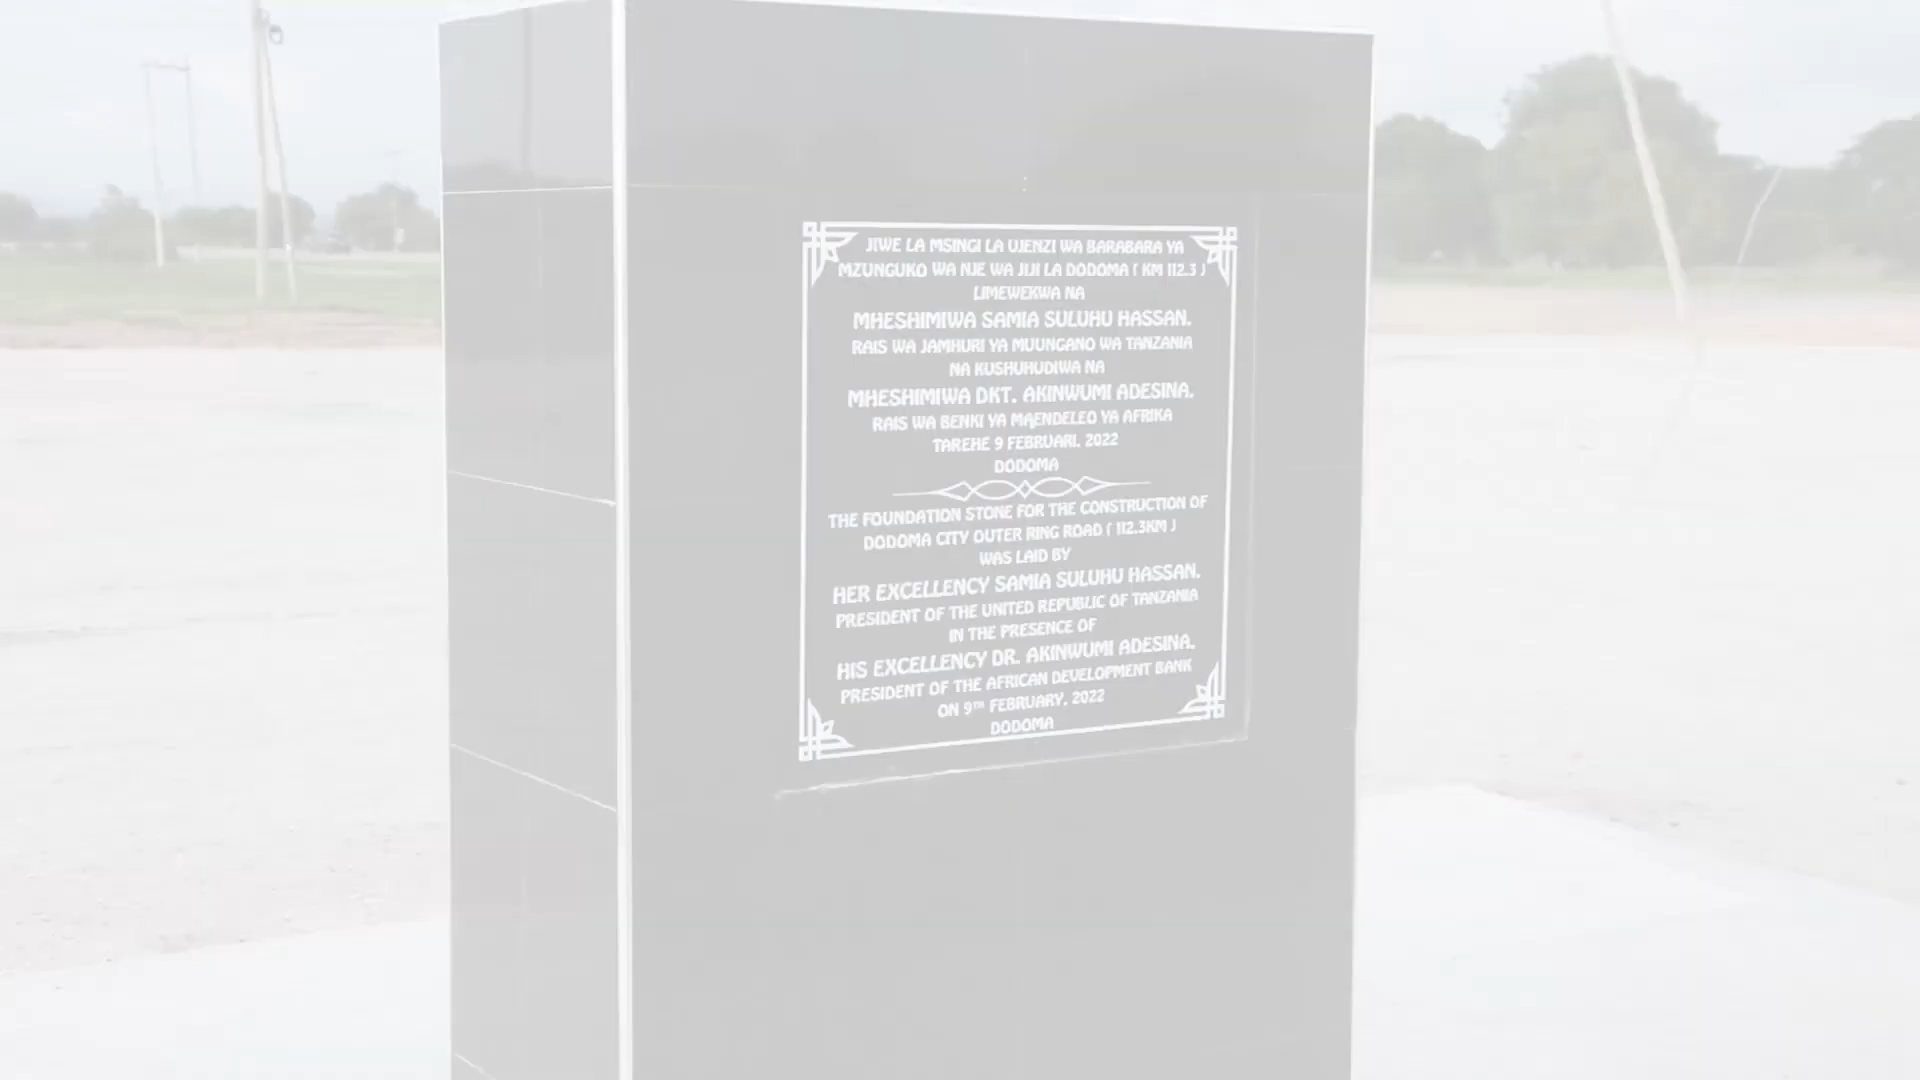 JIWE LA MSINGI LA UJENZI WA BARABARA YA
MZUNGUKO WA NJE WA JIJI LA DODOMA ( KM 112.3 )
LIMEWEKWA NA
MHESHIMIWA SAMIA SULUHU HASSAN,
RAIS WA JAMHURI YA MUUNGANO WA TANZANIA
NA KUSHUHUDIWA NA
MHESHIMIWA DKT. AKINWUMI ADESINA,
RAIS WA BENKI YA MAENDELEO YA AFRIKA
TAREHE 9 FEBRUARI, 2022
DODOMA
THE FOUNDATION STONE FOR THE CONSTRUCTION OF
DODOMA CITY OUTER RING ROAD ( 112.3KM )
WAS LAID BY
HER EXCELLENCY SAMIA SULUHU HASSAN,
PRESIDENT OF THE UNITED REPUBLIC OF TANZANIA
IN THE PRESENCE OF
HIS EXCELLENCY DR. AKINWUMI ADESINA,
PRESIDENT OF THE AFRICAN DEVELOPMENT BANK
ON 9TH FEBRUARY, 2022
DODOMA